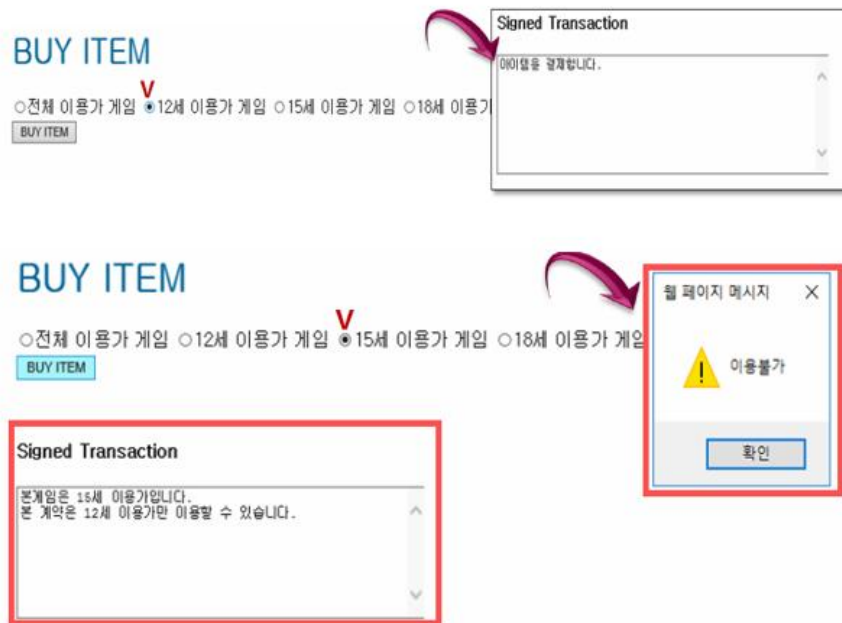 Signed Transaction
BUY ITEM
아이템을 결제합니다.
V
○전체 이용가 게임 ◉12세 이용가 게임 ○15세 이용가 게임 ○18세 이용가
BUY ITEM
BUY ITEM
웹 페이지 메시지 X
V
○전체 이용가 게임 ○12세 이용가 게임 ◉15세 이용가 게임 ○18세 이용가 게임
이용불가
BUY ITEM
확인
Signed Transaction
본게임은 15세 이용가입니다.
본 계약은 12세 이용가만 이용할 수 있습니다.